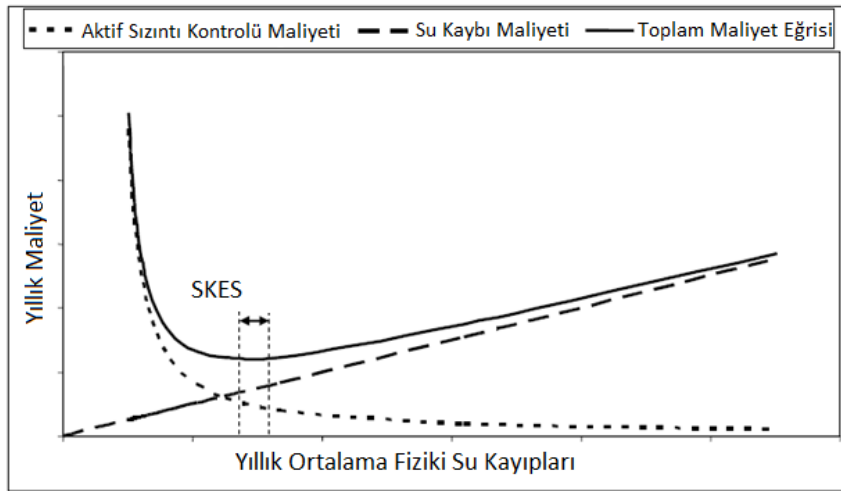 Aktif Sızıntı Kontrolü Maliyeti Su Kaybı Maliyeti Toplam Maliyet Eğrisi
Yıllık Maliyet
SKES
Yıllık Ortalama Fiziki Su Kayıpları